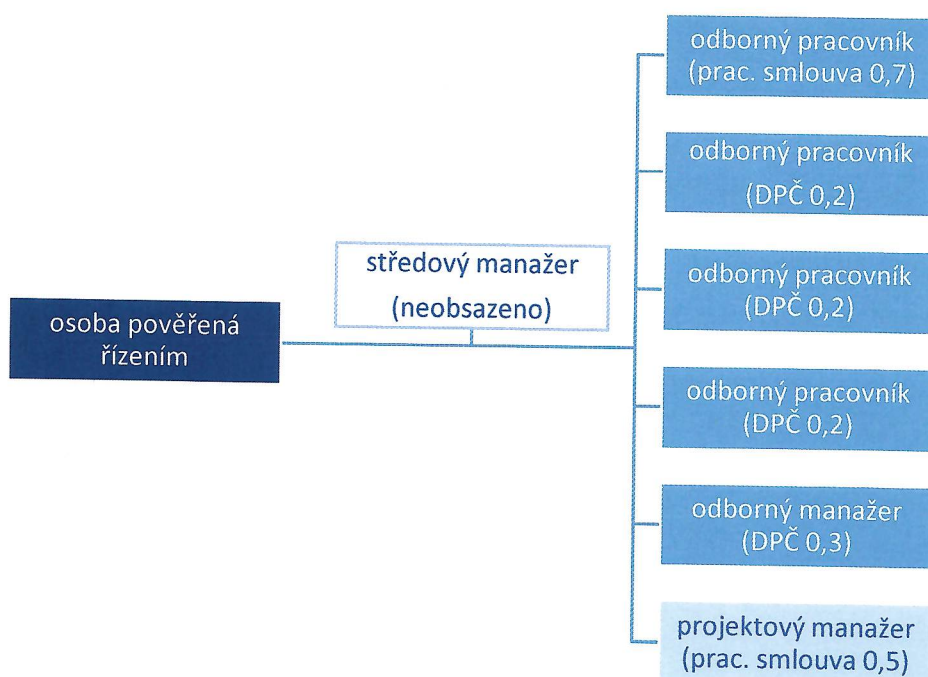 osoba pověřená
řízením
středový manažer
(neobsazeno)
odborný pracovník
(prac. smlouva 0,7)
odborný pracovník
(DPČ 0,2)
odborný pracovník
(DPČ 0,2)
odborný pracovník
(DPČ 0,2)
odborný manažer
(DPČ 0,3)
projektový manažer
(prac. smlouva 0,5)